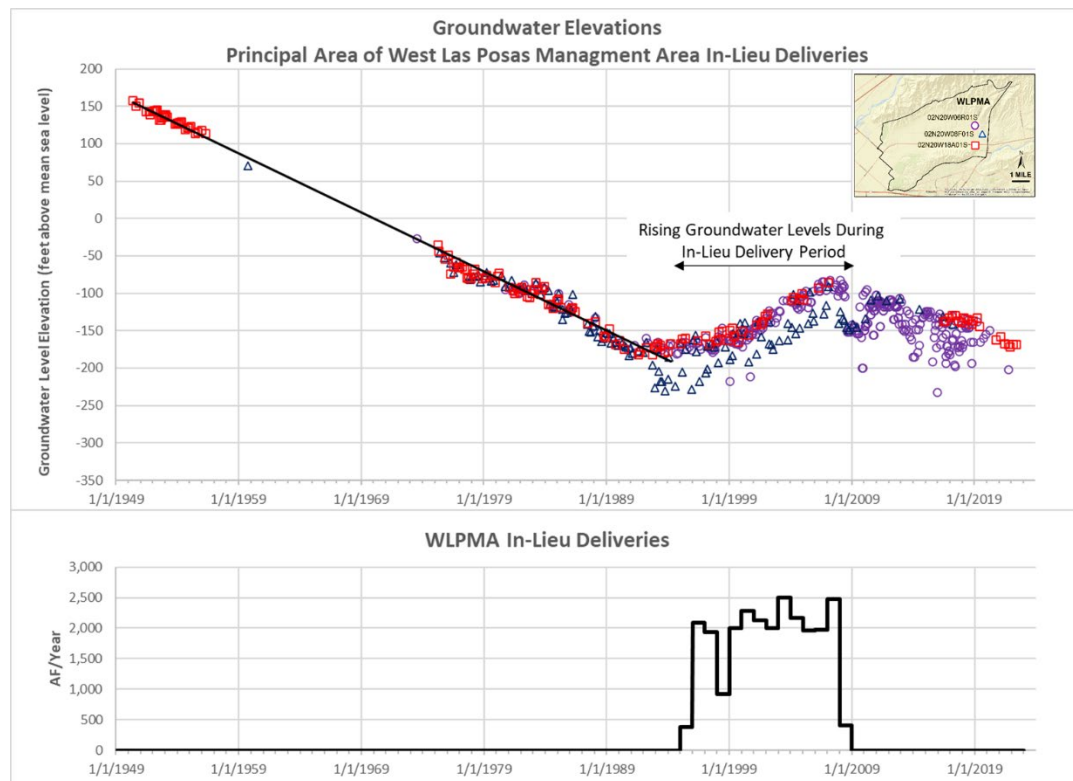 Groundwater Elevations
Principal Area of West Las Posas Managment Area In-Lieu Deliveries
Groundwater Level Elevation (feet above mean sea level)
200
150
100
50
0
-50
-100
-150
-200
-250
-300
-350
WLPMA
02N20W06R01S
02N20W05F01S
02N20W18A01S
N
1 MILE
Rising Groundwater Levels During
In-Lieu Delivery Period
1/1/1949 1/1/1959 1/1/1969 1/1/1979 1/1/1989 1/1/1999 1/1/2009 1/1/2019
WLPMA In-Lieu Deliveries
AF/Year
3,000
2,500
2,000
1,500
1,000
500
0
1/1/1949 1/1/1959 1/1/1969 1/1/1979 1/1/1989 1/1/1999 1/1/2009 1/1/2019